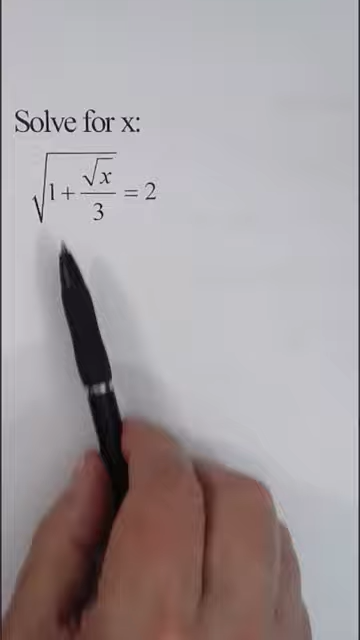 Solve for x:
√(1 + √x/3) = 2